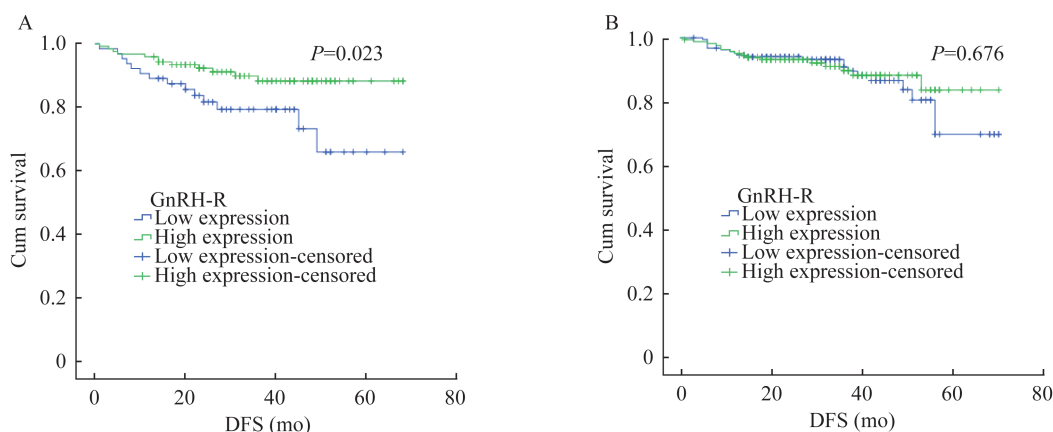 A
P=0.023
1.0
0.8
0.6
0.4
0.2
0
Cum survival
GnRH-R
Low expression
High expression
Low expression-censored
High expression-censored
0 20 40 60 80
DFS (mo)
B
P=0.676
1.0
0.8
0.6
0.4
0.2
0
Cum survival
GnRH-R
Low expression
High expression
Low expression-censored
High expression-censored
0 20 40 60 80
DFS (mo)